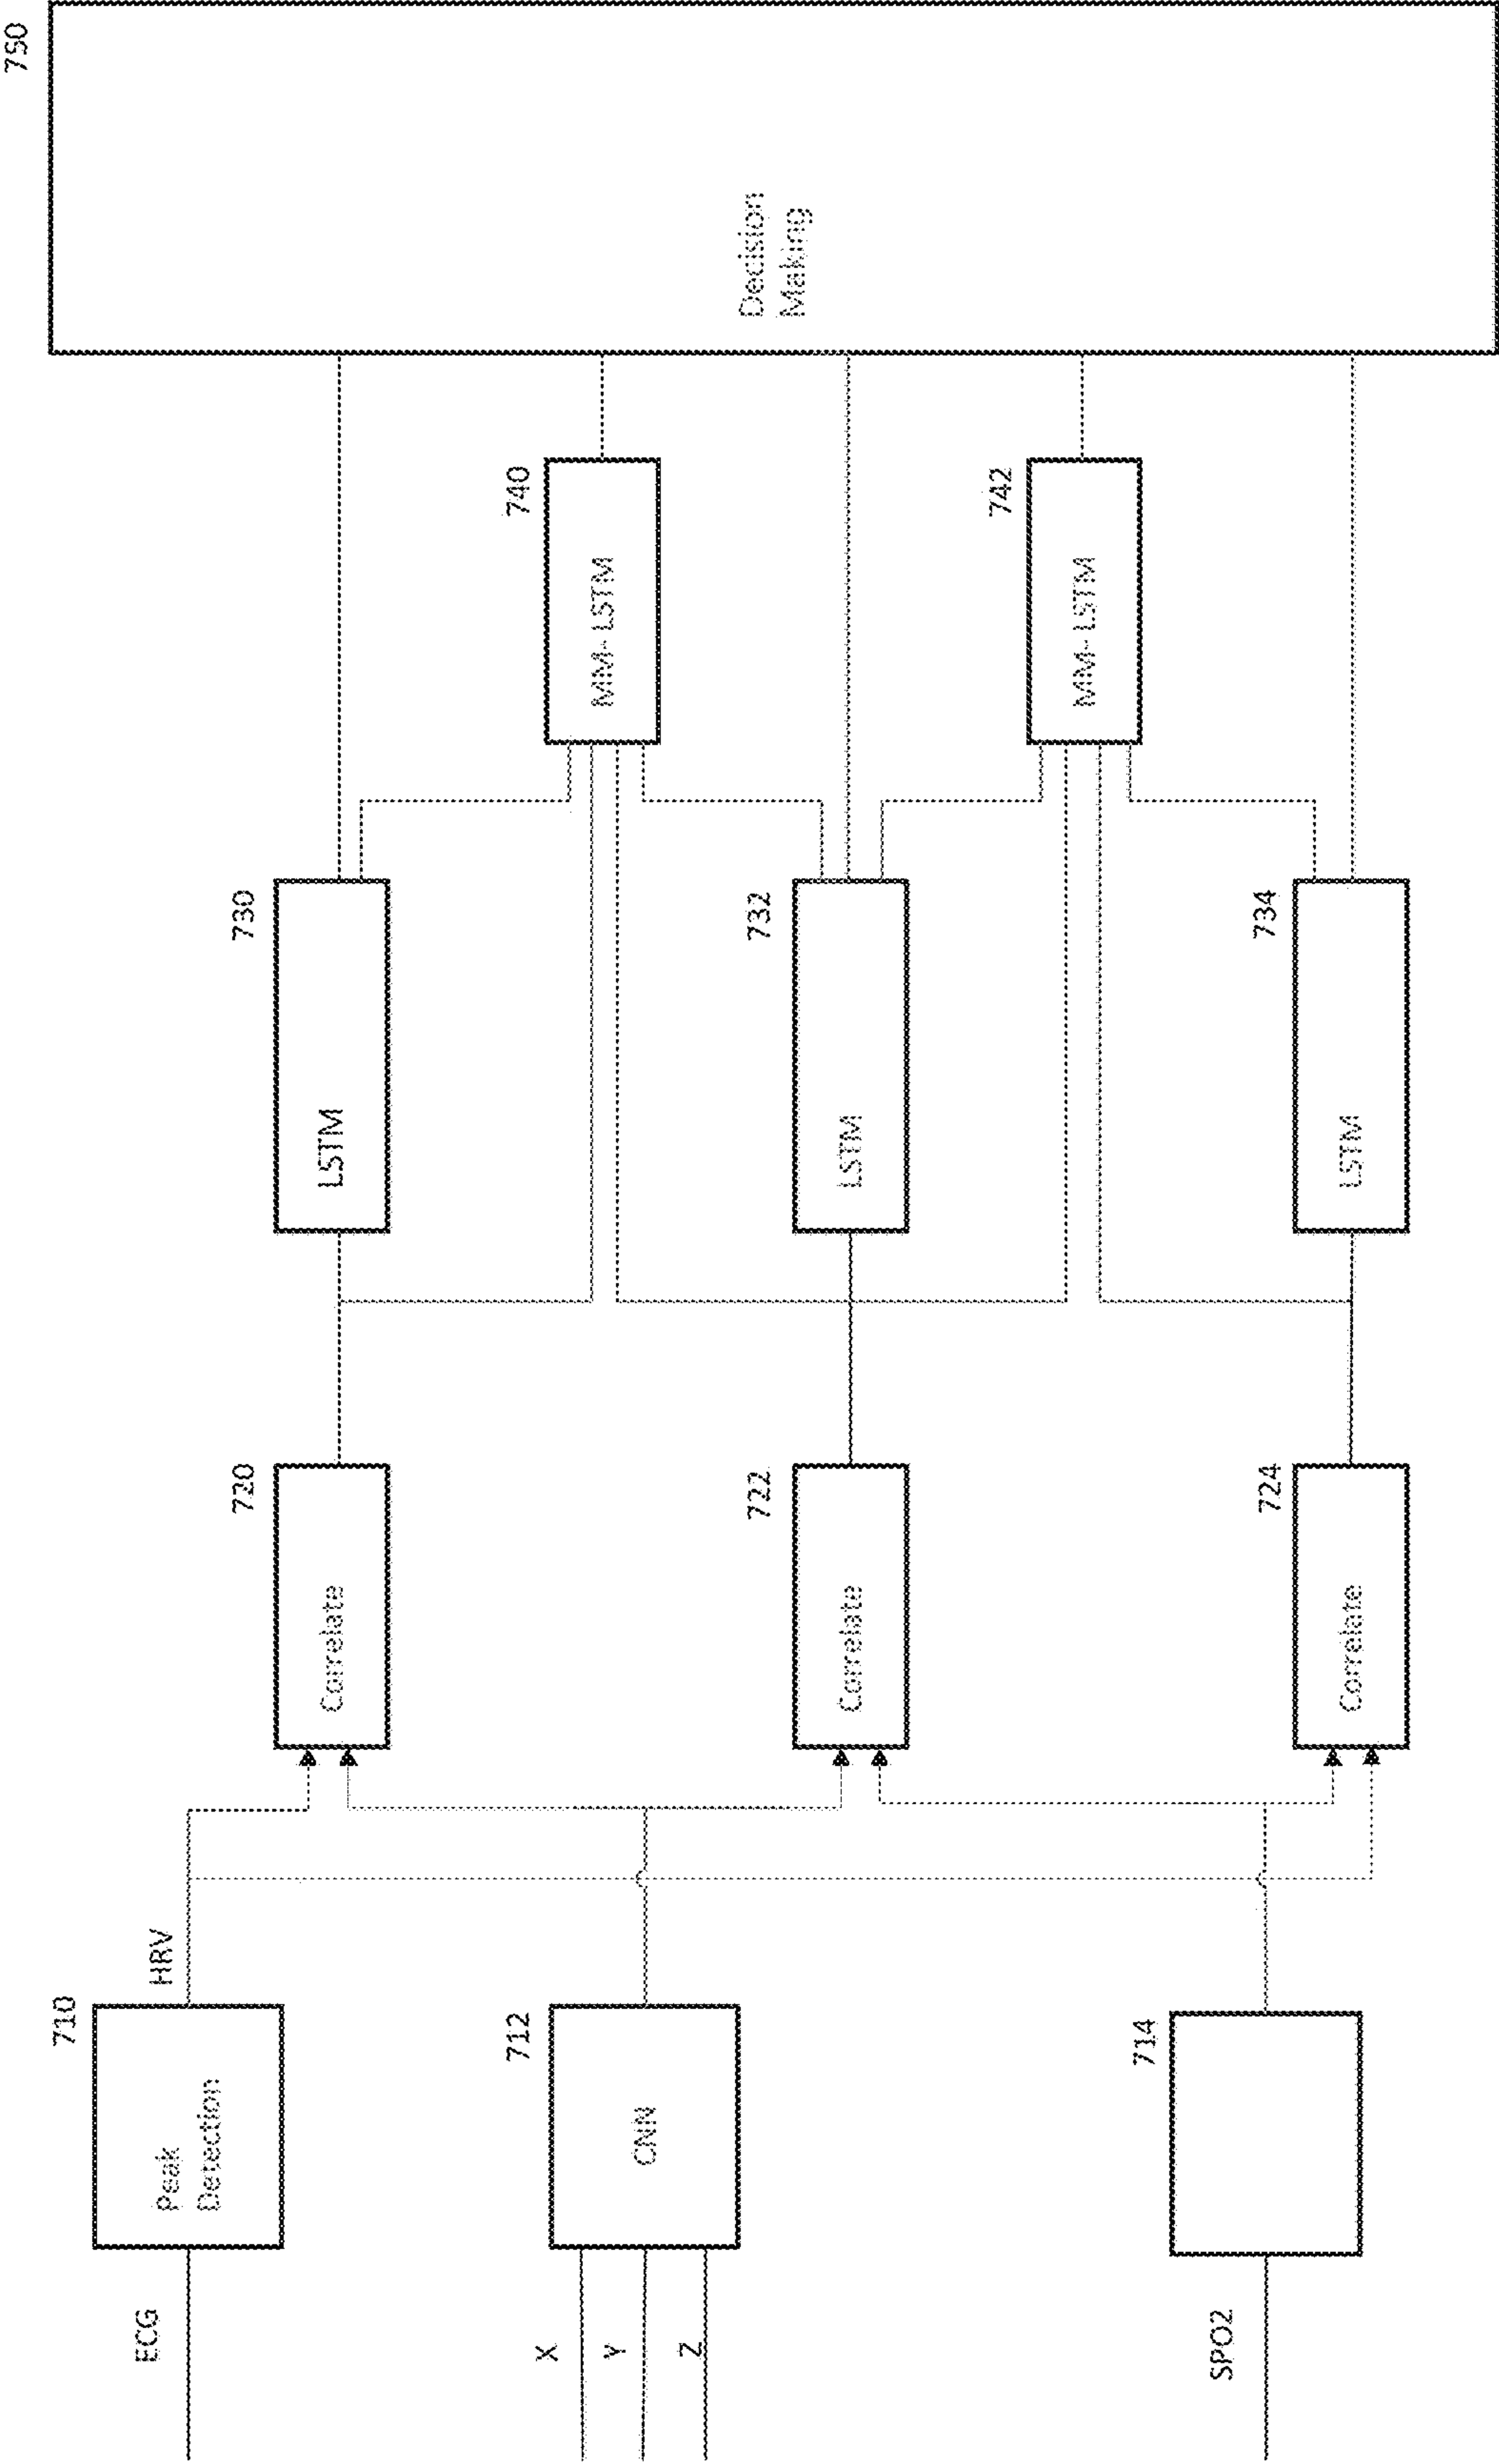 ECG
X
Y
Z
SPO2
710
Peak
Detection
HRV
712
CNN
714
720
Correlate
722
Correlate
724
Correlate
730
LSTM
732
LSTM
734
LSTM
740
MM- LSTM
742
MM- LSTM
750
Decision
Making